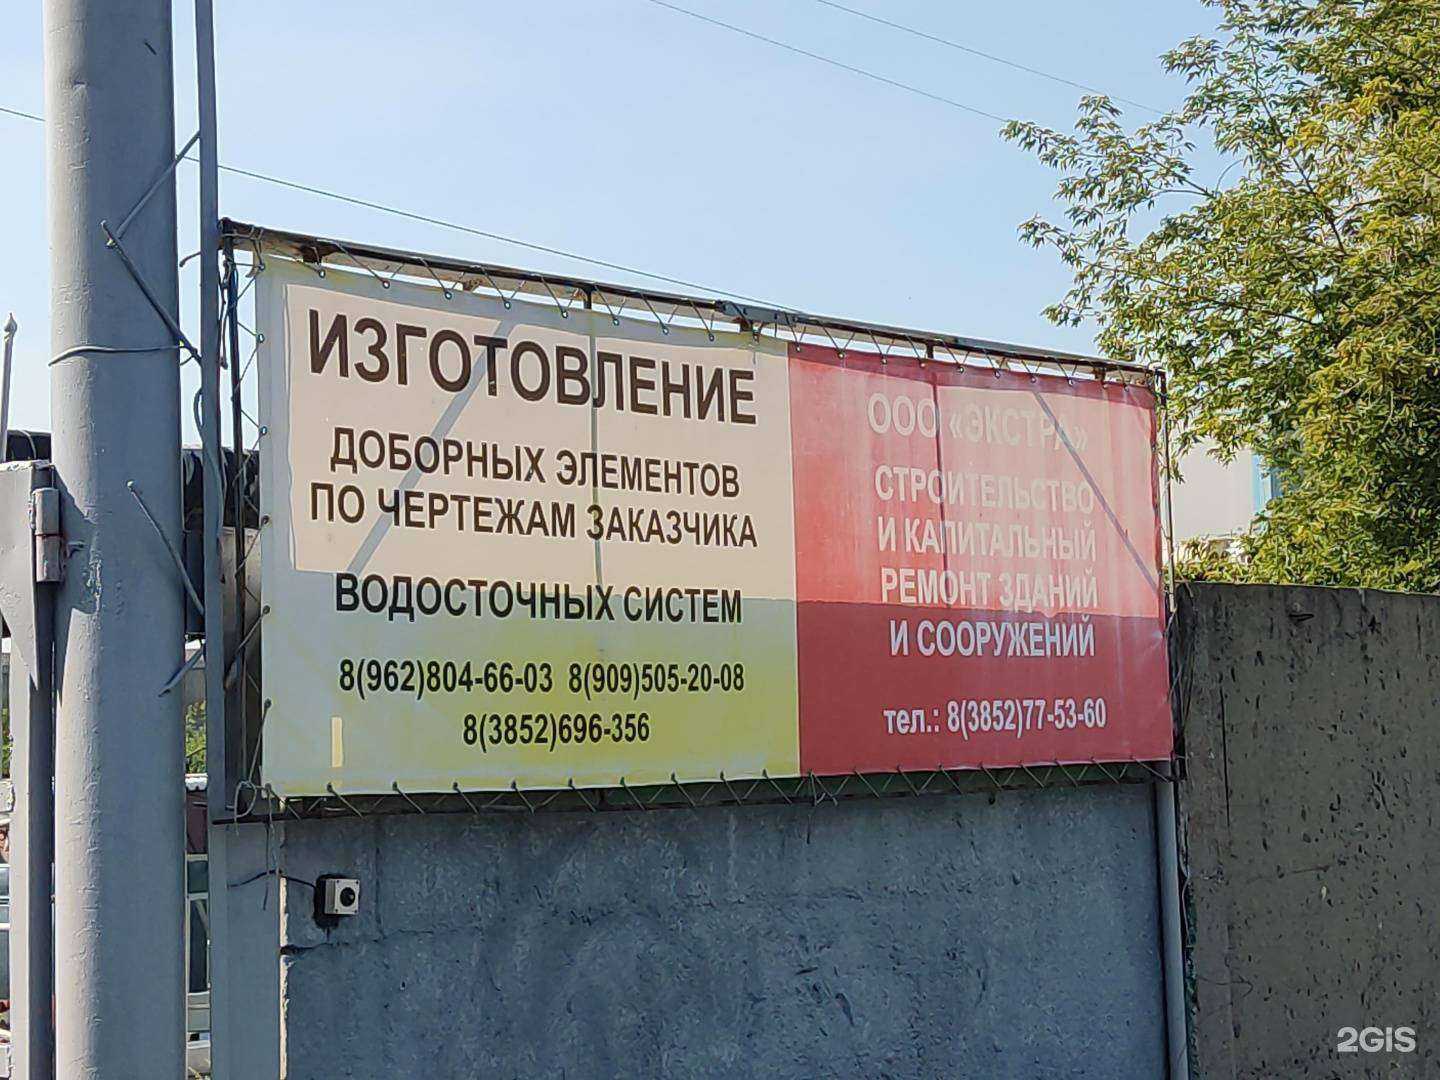 ИЗГОТОВЛЕНИЕ
ДОБОРНЫХ ЭЛЕМЕНТОВ
ПО ЧЕРТЕЖАМ ЗАКАЗЧИКА
ВОДОСТОЧНЫХ СИСТЕМ
8(962)804-66-03 8(909)505-20-08
8(3852)696-356
ООО «ЭКСТРА»
СТРОИТЕЛЬСТВО
И КАПИТАЛЬНЫЙ
РЕМОНТ ЗДАНИЙ
И СООРУЖЕНИЙ
тел.: 8(3852)77-53-60
2GIS